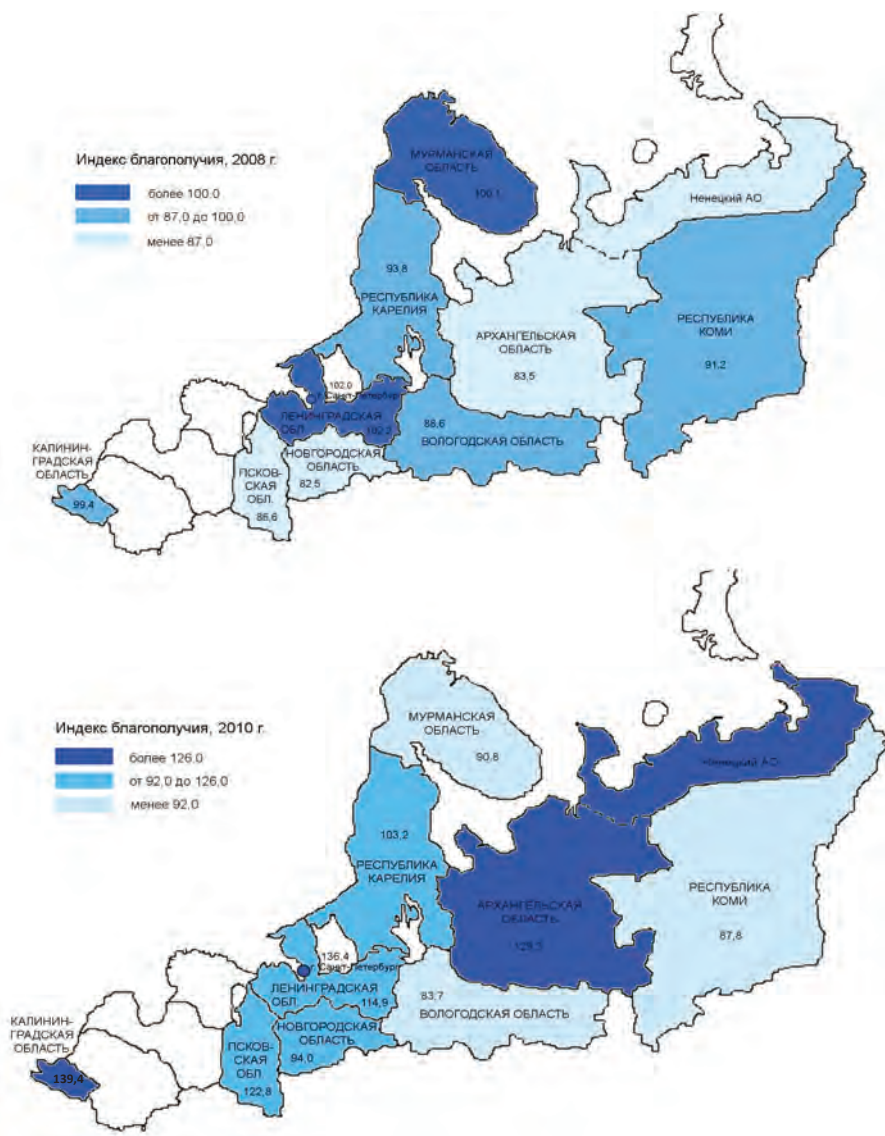 Индекс благополучия, 2008 г.
более 100.0
от 87,0 до 100,0
менее 87,0
МУРМАНСКАЯ
ОБЛАСТЬ
100,1
Ненецкий АО
93,8
РЕСПУБЛИКА
КАРЕЛИЯ
АРХАНГЕЛЬСКАЯ
ОБЛАСТЬ
83,5
РЕСПУБЛИКА
КОМИ
91,2
102.0
г. Санкт-Петербург
ЛЕНИНГРАДСКАЯ
ОБЛ.
102,2
ВОЛОГОДСКАЯ ОБЛАСТЬ
НОВГОРОДСКАЯ
ОБЛАСТЬ
82,5
КАЛИНИН-
ГРАДСКАЯ
ОБЛАСТЬ
99,4
ПСКОВ-
СКАЯ
ОБЛ.
Индекс благополучия, 2010 г.
более 126.0
от 92,0 до 126,0
менее 92,0
МУРМАНСКАЯ
ОБЛАСТЬ
90,8
Ненецкий АО
103,2
РЕСПУБЛИКА
КАРЕЛИЯ
АРХАНГЕЛЬСКАЯ
ОБЛАСТЬ
РЕСПУБЛИКА
КОМИ
87,8
136.4
г. Санкт-Петербург
ЛЕНИНГРАДСКАЯ
ОБЛ.
114,9
83,7
ВОЛОГОДСКАЯ ОБЛАСТЬ
НОВГОРОДСКАЯ
ОБЛАСТЬ
94,0
КАЛИНИН-
ГРАДСКАЯ
ОБЛАСТЬ
139,4
ПСКОВ-
СКАЯ
ОБЛ.
122,8